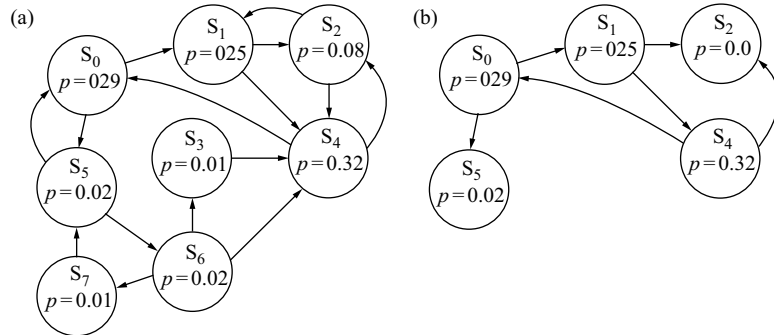 (a)
S0
p=029
S1
p=025
S2
p=0.08
S3
p=0.01
S4
p=0.32
S5
p=0.02
S6
p=0.02
S7
p=0.01
(b)
S0
p=029
S1
p=025
S2
p=0.0
S4
p=0.32
S5
p=0.02